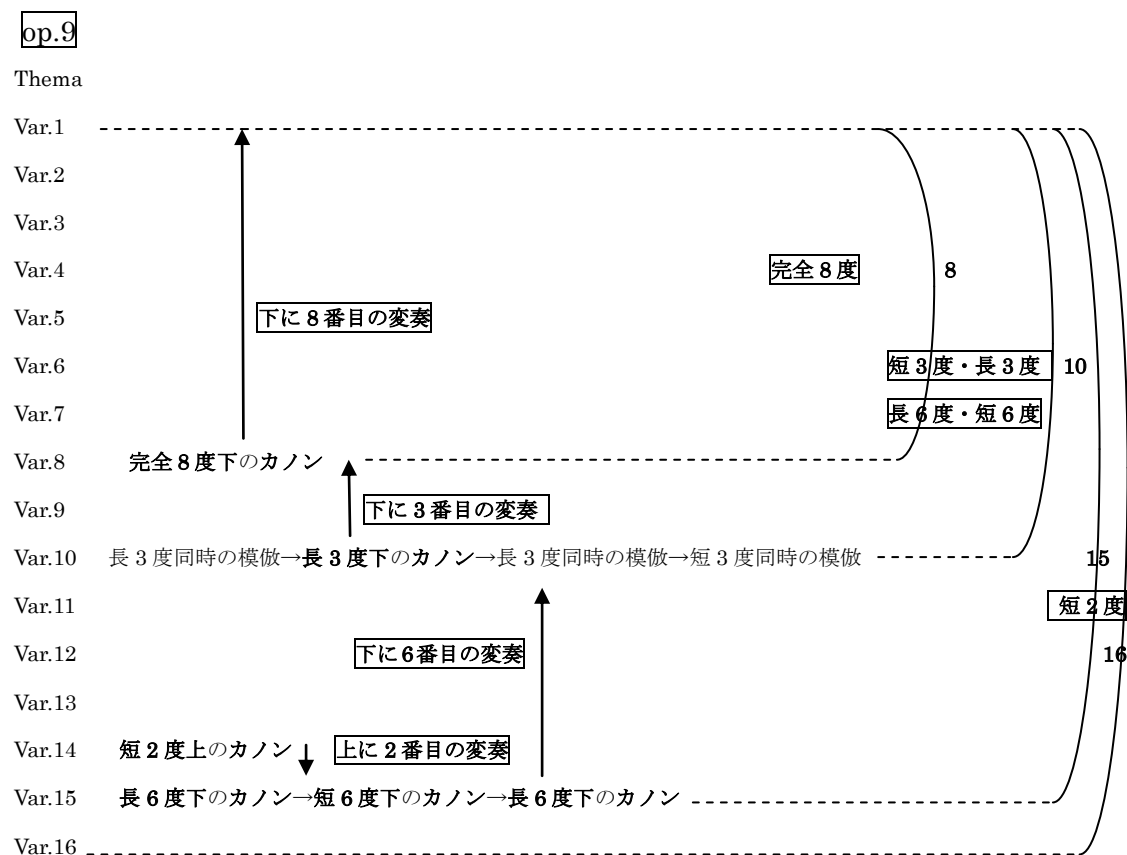 op.9
Thema
Var.1
Var.2
Var.3
Var.4 完全8度 8
Var.5 下に8番目の変奏
Var.6 短3度・長3度 10
Var.7 長6度・短6度
Var.8 完全8度下のカノン
Var.9 下に3番目の変奏
Var.10 長3度同時の模倣→長3度下のカノン→長3度同時の模倣→短3度同時の模倣 15
Var.11 短2度
Var.12 下に6番目の変奏 16
Var.13
Var.14 短2度上のカノン 上に2番目の変奏
Var.15 長6度下のカノン→短6度下のカノン→長6度下のカノン
Var.16